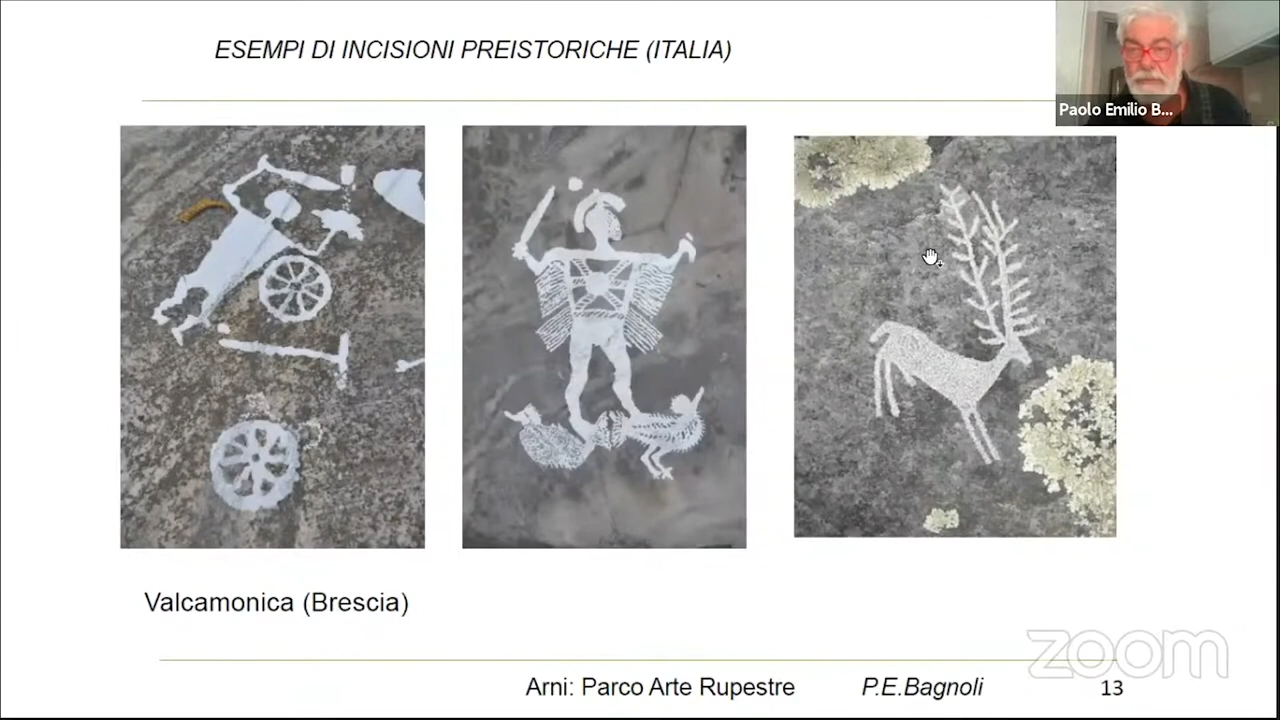 ESEMPI DI INCISIONI PREISTORICHE (ITALIA)
Paolo Emilio B...
Valcamonica (Brescia)
zoom
Arni: Parco Arte Rupestre P.E.Bagnoli 13